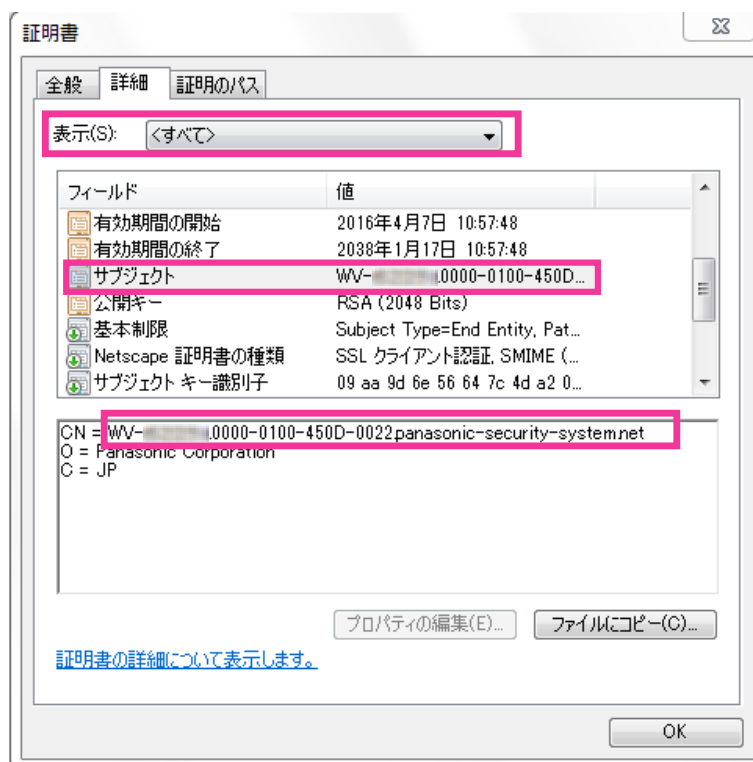 証明書
全般 詳細 証明のパス
表示(S): <すべて>
フィールド 値
有効期間の開始 2016年4月7日 10:57:48
有効期間の終了 2038年1月17日 10:57:48
サブジェクト WV- .0000-0100-450D...
公開キー RSA (2048 Bits)
基本制限 Subject Type=End Entity, Pat...
Netscape 証明書の種類 SSL クライアント認証, SMIME (...
サブジェクト キー識別子 09 aa 9d 6e 56 64 7c 4d a2 0...
CN = WV- .0000-0100-450D-0022.panasonic-security-system.net
O = Panasonic Corporation
C = JP
プロパティの編集(E)... ファイルにコピー(C)...
証明書の詳細について表示します。
OK